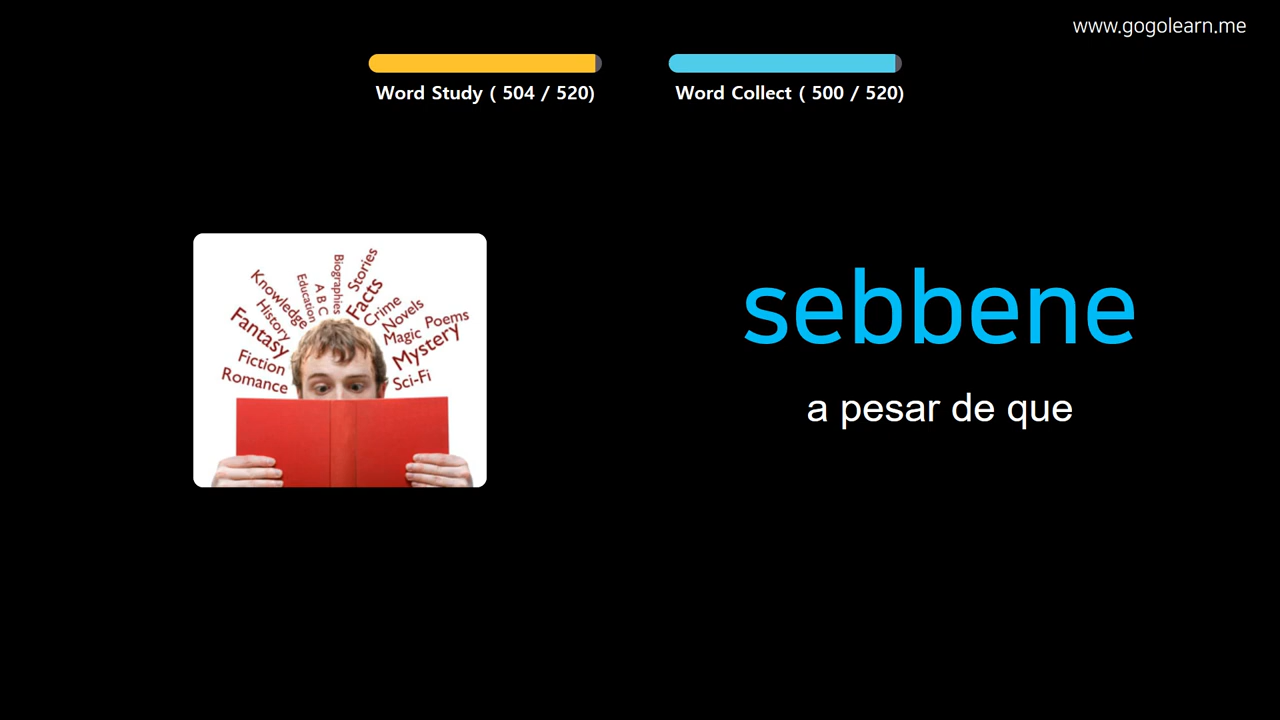 www.gogolearn.me
Word Study ( 504 / 520)
Word Collect ( 500 / 520)
Knowledge
History
Fantasy
Fiction
Romance
Education
A B C
Biographies
Stories
Facts
Crime
Novels
Magic
Poems
Mystery
Sci-Fi
sebbene
a pesar de que